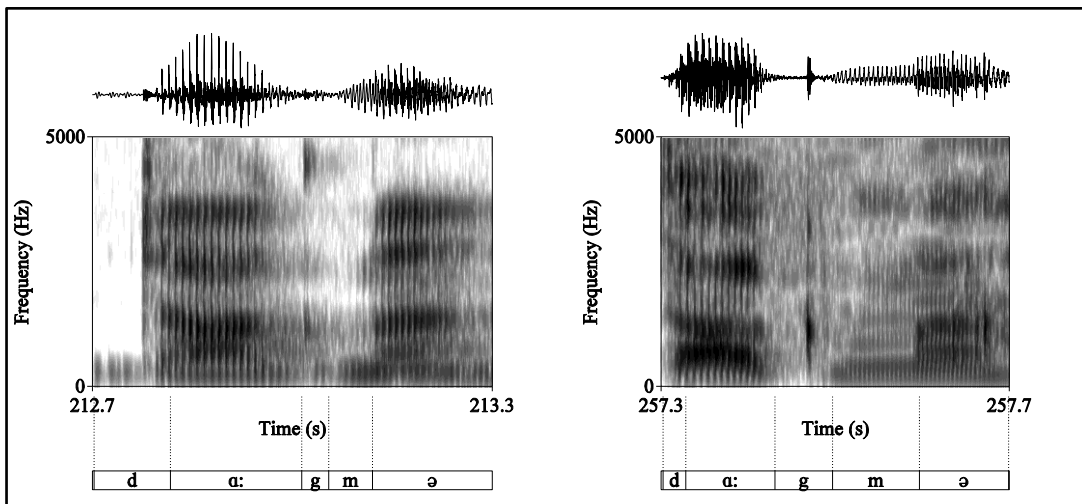 5000
Frequency (Hz)
0
212.7
213.3
Time (s)
d
ɑː
g
m
ə
5000
Frequency (Hz)
0
257.3
257.7
Time (s)
d
ɑː
g
m
ə